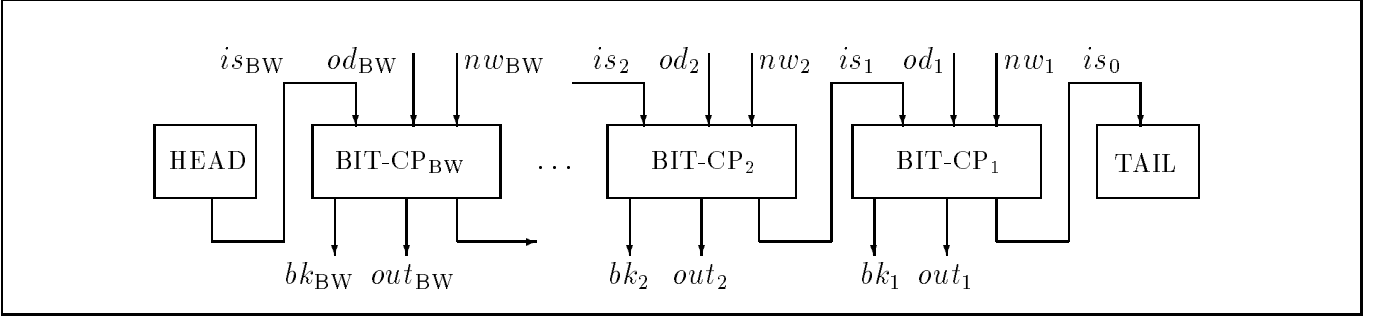 is_BW od_BW nw_BW is_2 od_2 nw_2 is_1 od_1 nw_1 is_0
HEAD BIT-CP_BW ... BIT-CP_2 BIT-CP_1 TAIL
bk_BW out_BW bk_2 out_2 bk_1 out_1